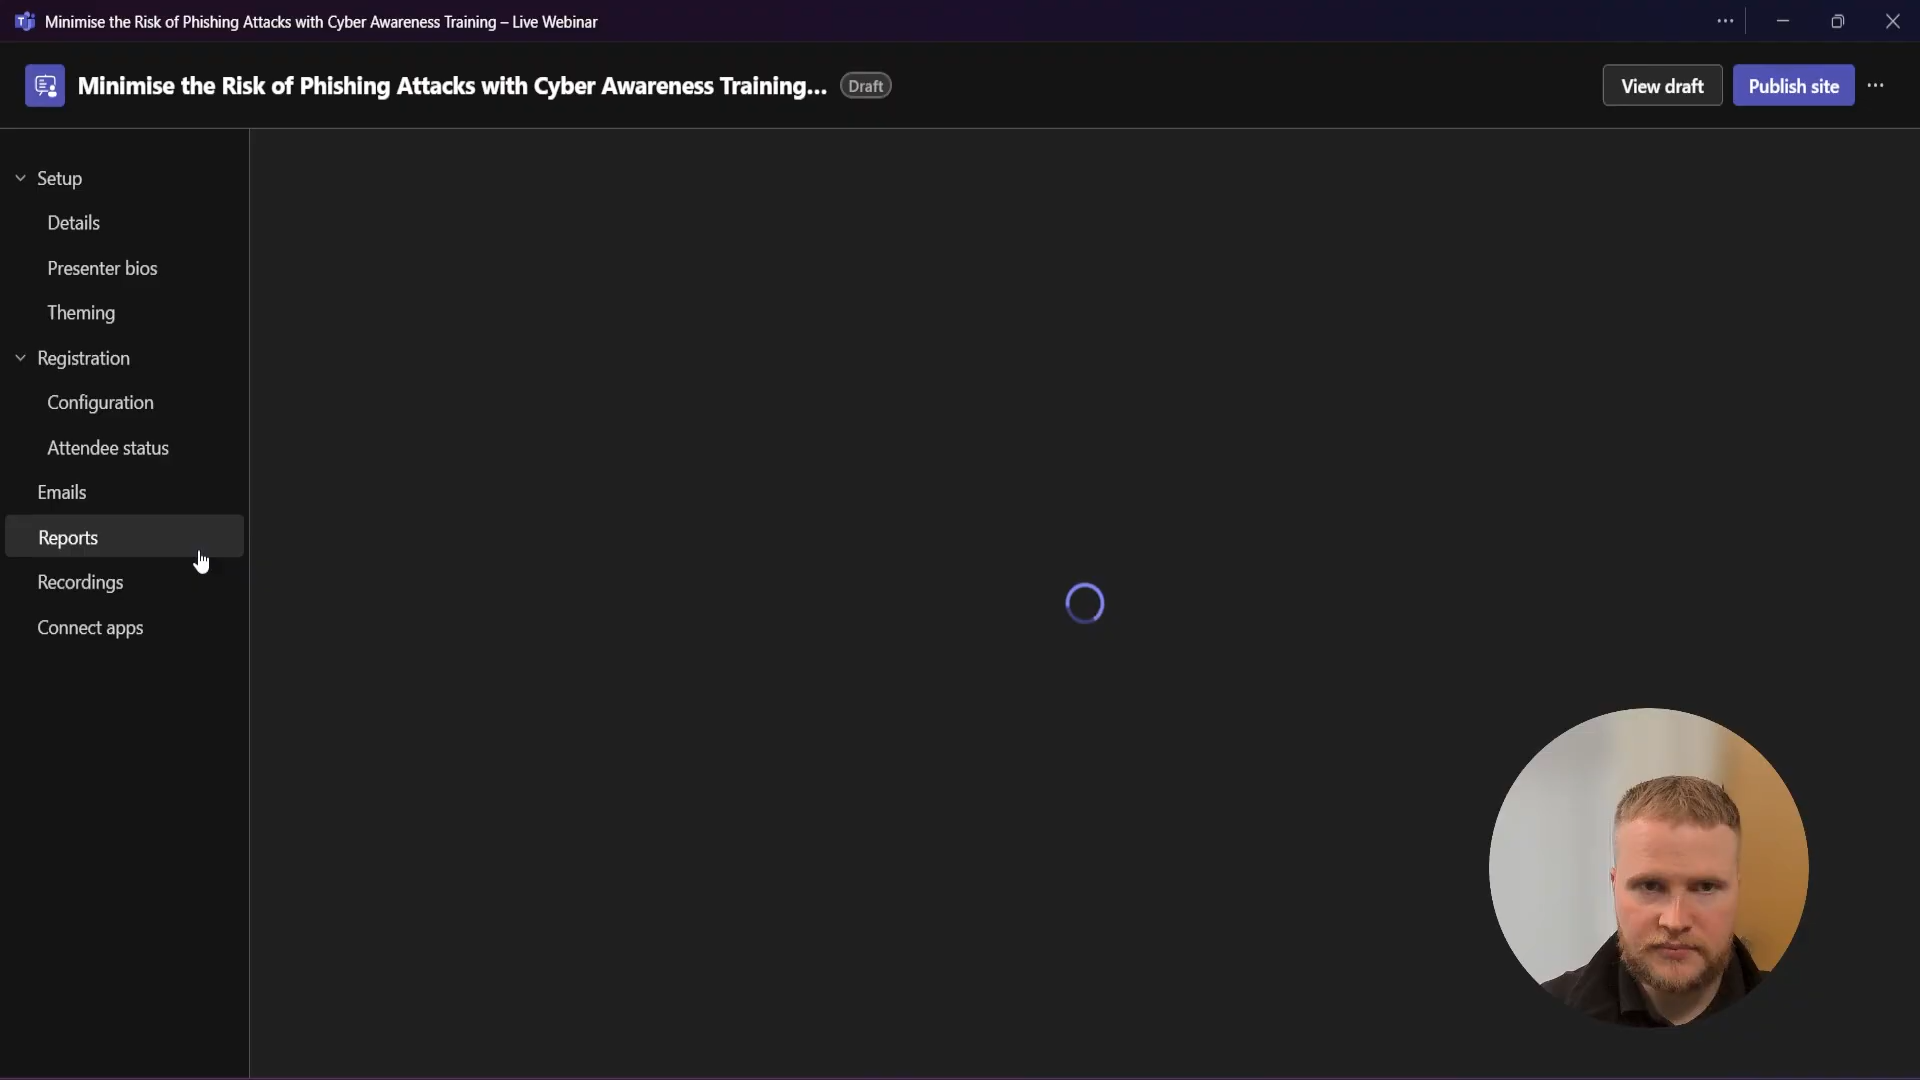 Minimise the Risk of Phishing Attacks with Cyber Awareness Training – Live Webinar
Minimise the Risk of Phishing Attacks with Cyber Awareness Training... Draft
View draft
Publish site
Setup
Details
Presenter bios
Theming
Registration
Configuration
Attendee status
Emails
Reports
Recordings
Connect apps